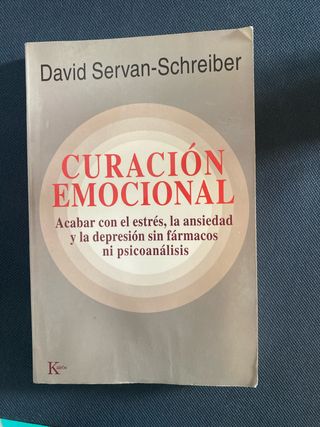 David Servan-Schreiber
CURACIÓN
EMOCIONAL
Acabar con el estrés, la ansiedad
y la depresión sin fármacos
ni psicoanálisis
Kairós